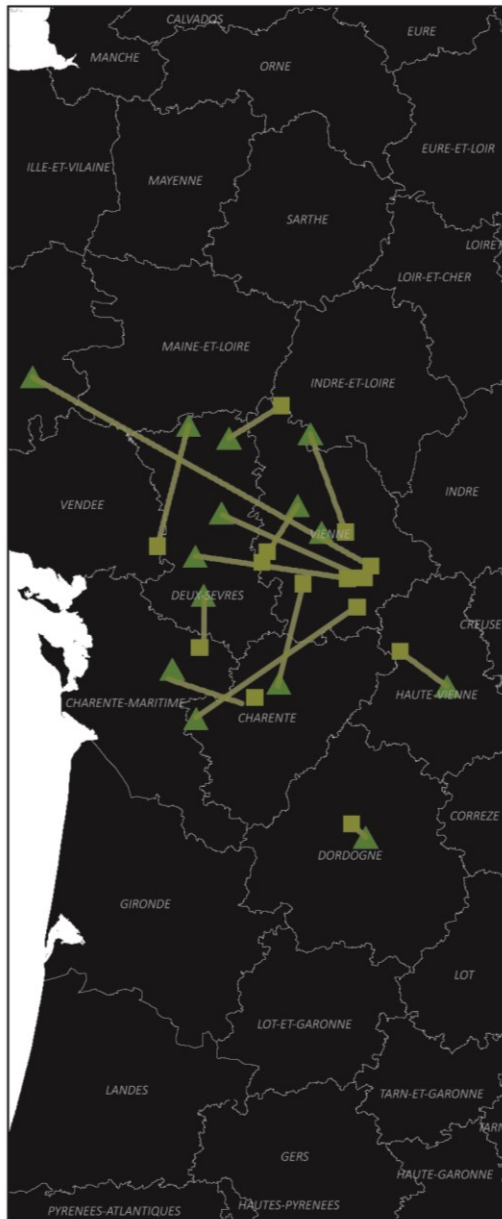 CALVADOS
EURE
MANCHE
ORNE
EURE-ET-LOIR
ILLE-ET-VILAINE
MAYENNE
SARTHE
LOIRET
LOIR-ET-CHER
MAINE-ET-LOIRE
INDRE-ET-LOIRE
INDRE
VENDEE
VIENNE
DEUX-SEVRES
CREUSE
HAUTE-VIENNE
CHARENTE-MARITIME
CHARENTE
CORREZE
DORDOGNE
GIRONDE
LOT
LOT-ET-GARONNE
LANDES
TARN-ET-GARONNE
TARN
GERS
HAUTE-GARONNE
HAUTES-PYRENEES
PYRENEES-ATLANTIQUES